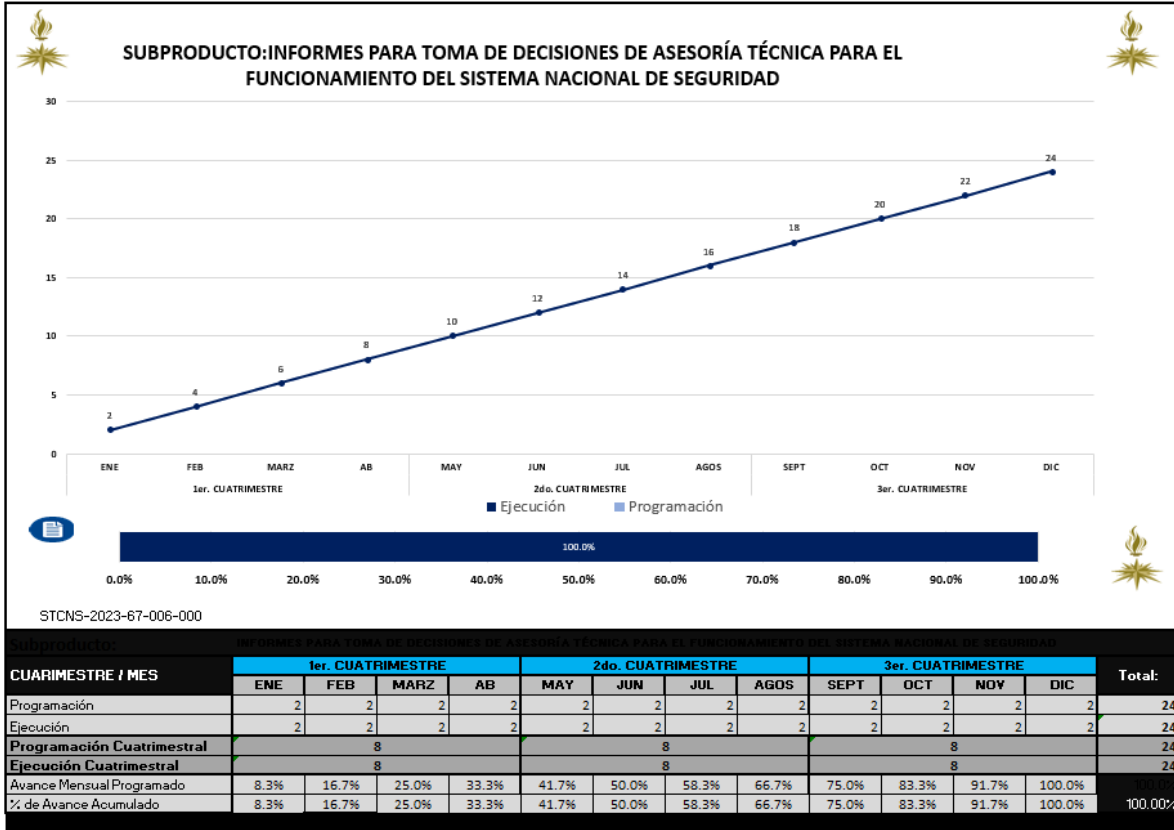 SUBPRODUCTO:INFORMES PARA TOMA DE DECISIONES DE ASESORÍA TÉCNICA PARA EL
FUNCIONAMIENTO DEL SISTEMA NACIONAL DE SEGURIDAD
30
25
20
15
10
5
0
2 4 6 8 10 12 14 16 18 20 22 24
ENE FEB MARZ AB MAY JUN JUL AGOS SEPT OCT NOV DIC
1er. CUATRIMESTRE 2do. CUATRIMESTRE 3er. CUATRIMESTRE
Ejecución Programación
100.0%
0.0% 10.0% 20.0% 30.0% 40.0% 50.0% 60.0% 70.0% 80.0% 90.0% 100.0%
STCNS-2023-67-006-000
Subproducto: INFORMES PARA TOMA DE DECISIONES DE ASESORÍA TÉCNICA PARA EL FUNCIONAMIENTO DEL SISTEMA NACIONAL DE SEGURIDAD
CUARIMESTRE / MES 1er. CUATRIMESTRE 2do. CUATRIMESTRE 3er. CUATRIMESTRE Total:
ENE FEB MARZ AB MAY JUN JUL AGOS SEPT OCT NOV DIC
Programación 2 2 2 2 2 2 2 2 2 2 2 2 24
Ejecución 2 2 2 2 2 2 2 2 2 2 2 2 24
Programación Cuatrimestral 8 8 8 24
Ejecución Cuatrimestral 8 8 8 24
Avance Mensual Programado 8.3% 16.7% 25.0% 33.3% 41.7% 50.0% 58.3% 66.7% 75.0% 83.3% 91.7% 100.0% 100.0%
% de Avance Acumulado 8.3% 16.7% 25.0% 33.3% 41.7% 50.0% 58.3% 66.7% 75.0% 83.3% 91.7% 100.0% 100.00%